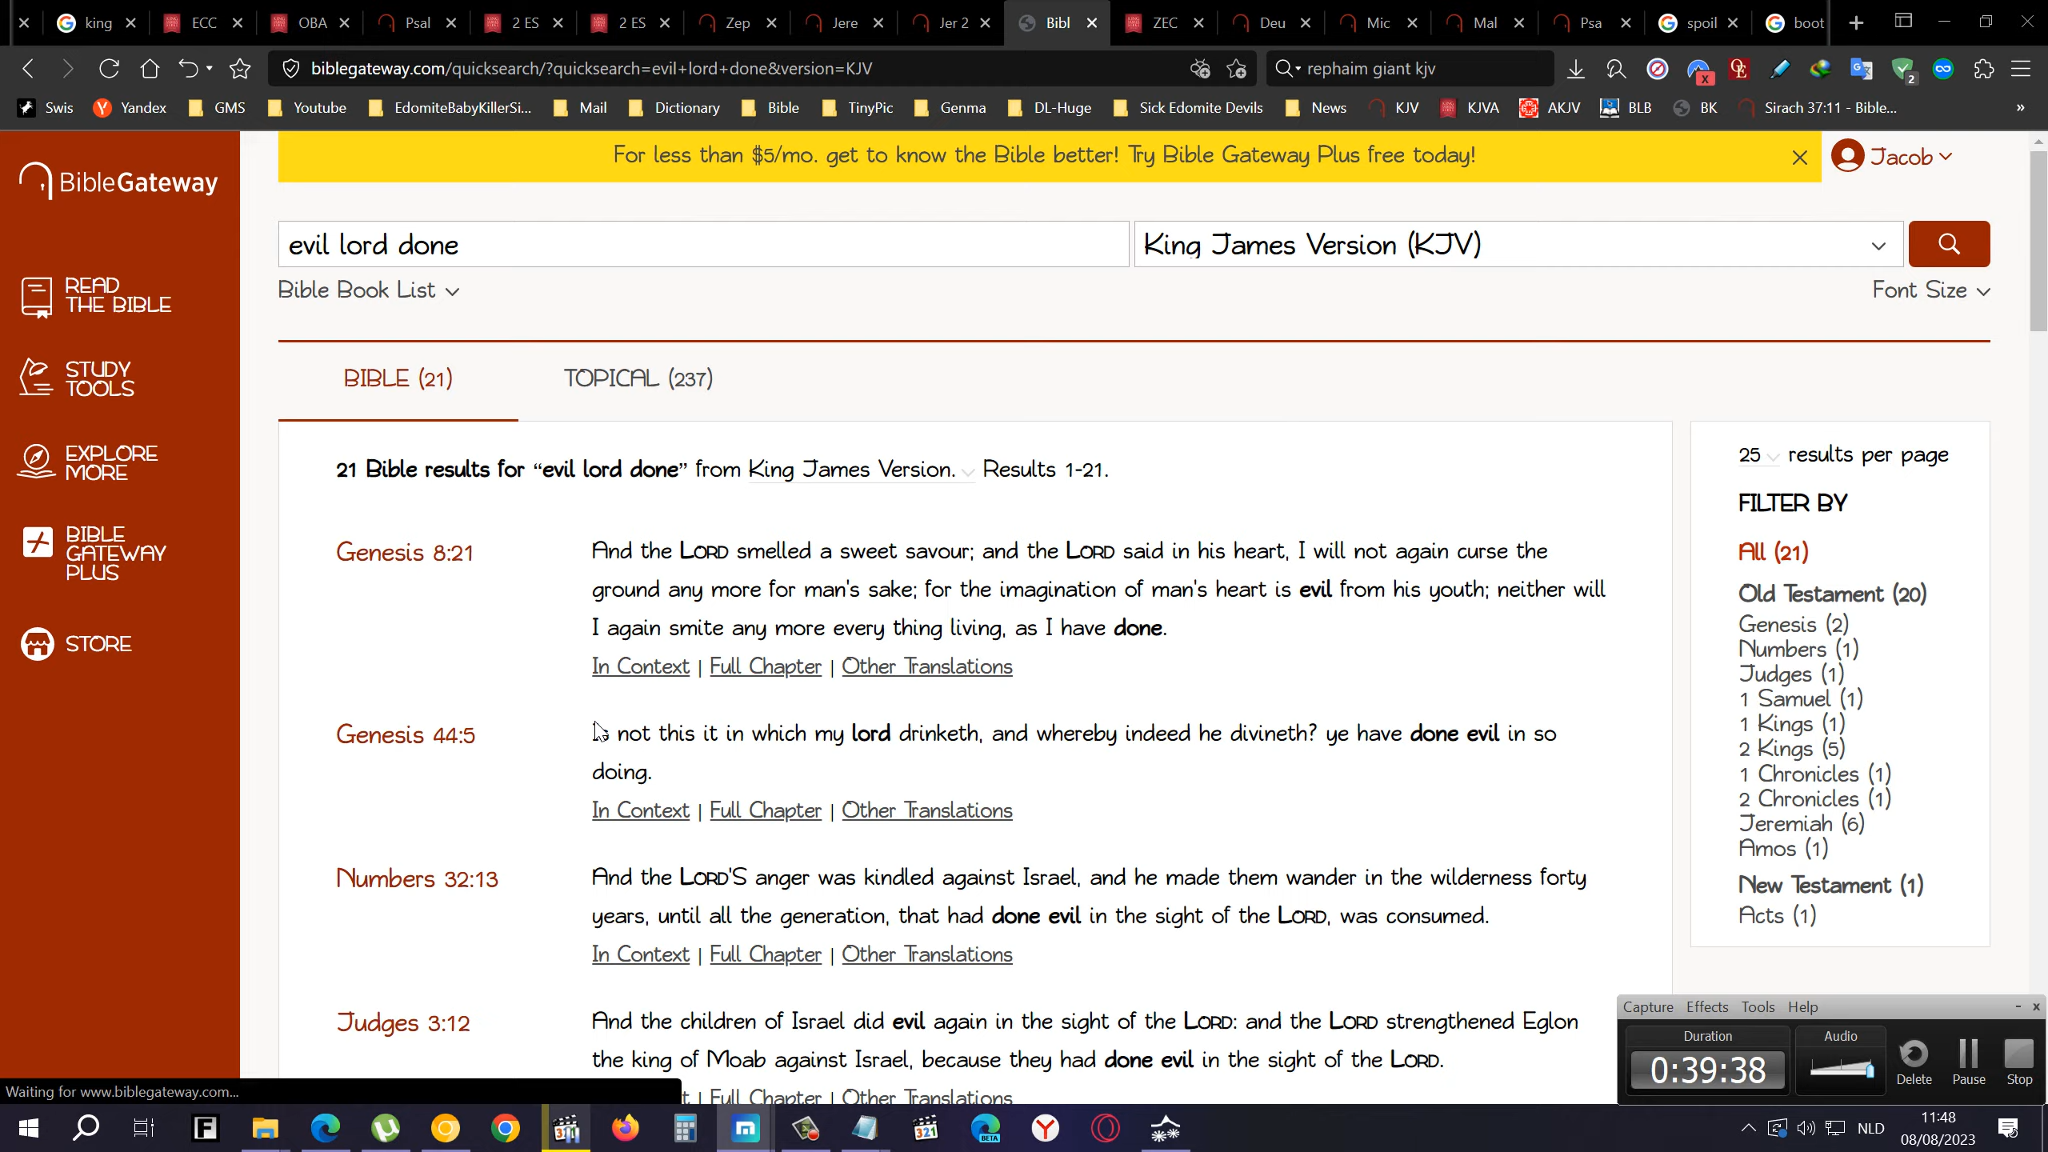 king ECC OBA Psal 2 ES 2 ES Zep Jere Jer 2 Bibl ZEC Deu Mic Mal Psa spoil boot
biblegateway.com/quicksearch/?quicksearch=evil+lord+done&version=KJV rephaim giant kjv
Swis Yandex GMS Youtube EdomiteBabyKillerSi... Mail Dictionary Bible TinyPic Genma DL-Huge Sick Edomite Devils News KJV KJVA AKJV BLB BK Sirach 37:11 - Bible...
For less than $5/mo. get to know the Bible better! Try Bible Gateway Plus free today!
Jacob
BibleGateway
evil lord done
King James Version (KJV)
Bible Book List
Font Size
READ
THE BIBLE
STUDY
TOOLS
EXPLORE
MORE
BIBLE
GATEWAY
PLUS
STORE
BIBLE (21) TOPICAL (237)
21 Bible results for “evil lord done” from King James Version. Results 1-21.
Genesis 8:21
And the LORD smelled a sweet savour; and the LORD said in his heart, I will not again curse the
ground any more for man's sake; for the imagination of man's heart is evil from his youth; neither will
I again smite any more every thing living, as I have done.
In Context | Full Chapter | Other Translations
Genesis 44:5
not this it in which my lord drinketh, and whereby indeed he divineth? ye have done evil in so
doing.
In Context | Full Chapter | Other Translations
Numbers 32:13
And the LORD'S anger was kindled against Israel, and he made them wander in the wilderness forty
years, until all the generation, that had done evil in the sight of the LORD, was consumed.
In Context | Full Chapter | Other Translations
Judges 3:12
And the children of Israel did evil again in the sight of the LORD: and the LORD strengthened Eglon
the king of Moab against Israel, because they had done evil in the sight of the LORD.
t | Full Chapter | Other Translations
25 results per page
FILTER BY
All (21)
Old Testament (20)
Genesis (2)
Numbers (1)
Judges (1)
1 Samuel (1)
1 Kings (1)
2 Kings (5)
1 Chronicles (1)
2 Chronicles (1)
Jeremiah (6)
Amos (1)
New Testament (1)
Acts (1)
Capture Effects Tools Help
Duration
0:39:38
Audio
Delete Pause Stop
Waiting for www.biblegateway.com...
321
BETA
NLD
11:48
08/08/2023